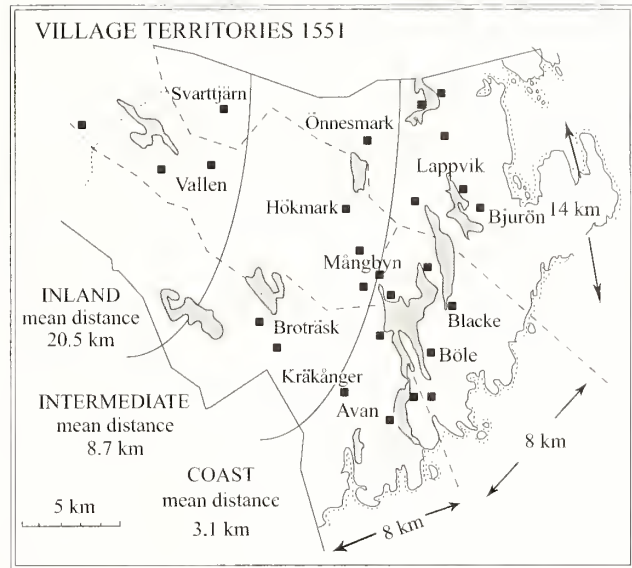 VILLAGE TERRITORIES 1551
Svarttjärn
Önnesmark
Vallen
Lappvik
Hökmark
Bjurön
14 km
Mångbyn
INLAND
mean distance
20.5 km
Broträsk
Blacke
Böle
Kräkånger
INTERMEDIATE
mean distance
8.7 km
Avan
8 km
COAST
mean distance
3.1 km
5 km
8 km